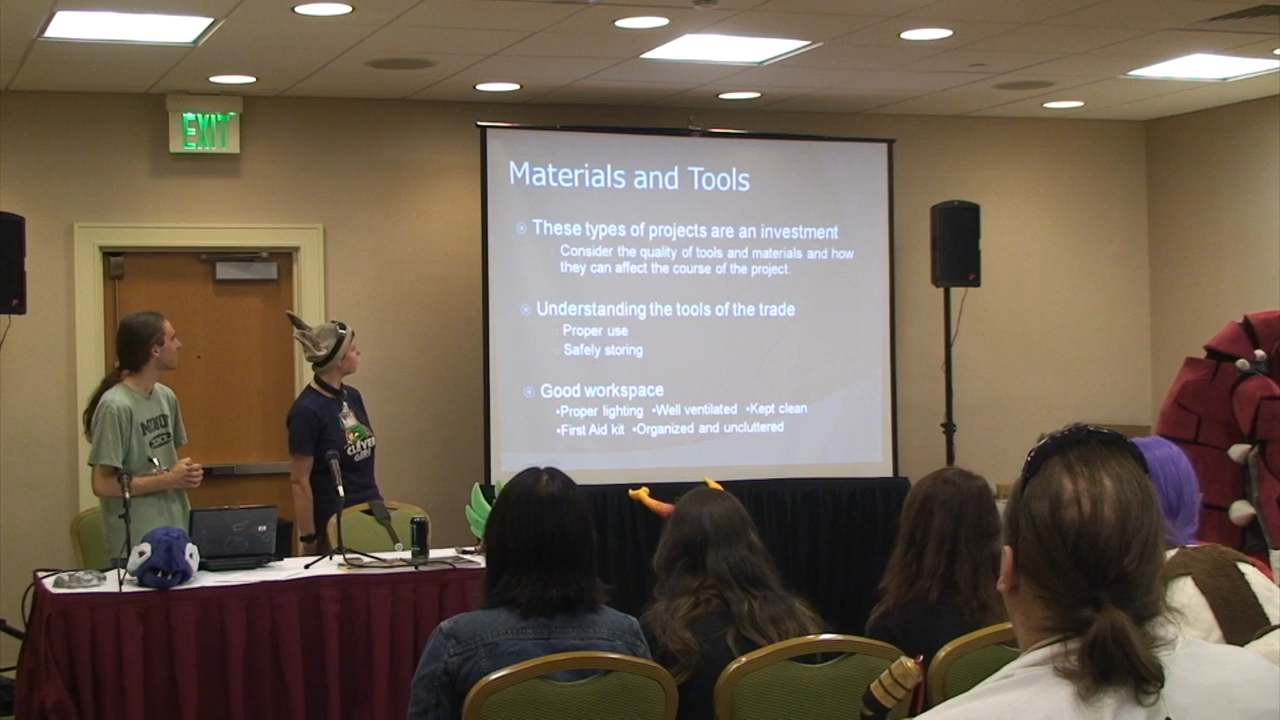 EXIT
Materials and Tools
These types of projects are an investment
Consider the quality of tools and materials and how
they can affect the course of the project.
Understanding the tools of the trade
Proper use
Safely storing
Good workspace
•Proper lighting •Well ventilated •Kept clean
•First Aid kit •Organized and uncluttered
CLEVER